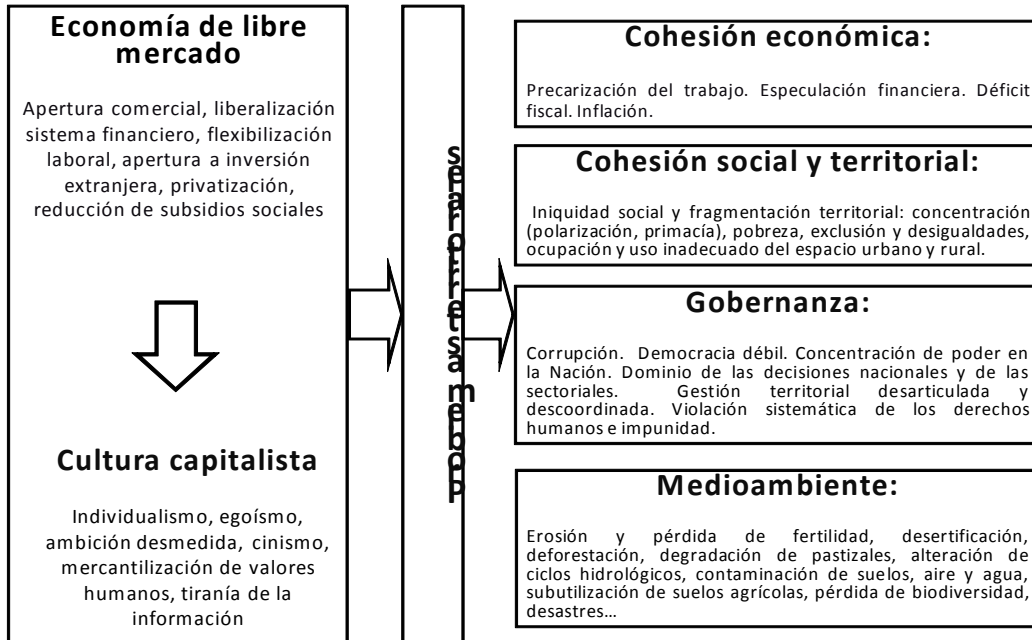 Economía de libre
mercado
Apertura comercial, liberalización
sistema financiero, flexibilización
laboral, apertura a inversión
extranjera, privatización,
reducción de subsidios sociales
Cultura capitalista
Individualismo, egoísmo,
ambición desmedida, cinismo,
mercantilización de valores
humanos, tiranía de la
información
Problemas territoriales
Cohesión económica:
Precarización del trabajo. Especulación financiera. Déficit
fiscal. Inflación.
Cohesión social y territorial:
Iniquidad social y fragmentación territorial: concentración
(polarización, primacía), pobreza, exclusión y desigualdades,
ocupación y uso inadecuado del espacio urbano y rural.
Gobernanza:
Corrupción. Democracia débil. Concentración de poder en
la Nación. Dominio de las decisiones nacionales y de las
sectoriales. Gestión territorial desarticulada y
descoordinada. Violación sistemática de los derechos
humanos e impunidad.
Medioambiente:
Erosión y pérdida de fertilidad, desertificación,
deforestación, degradación de pastizales, alteración de
ciclos hidrológicos, contaminación de suelos, aire y agua,
subutilización de suelos agrícolas, pérdida de biodiversidad,
desastres…